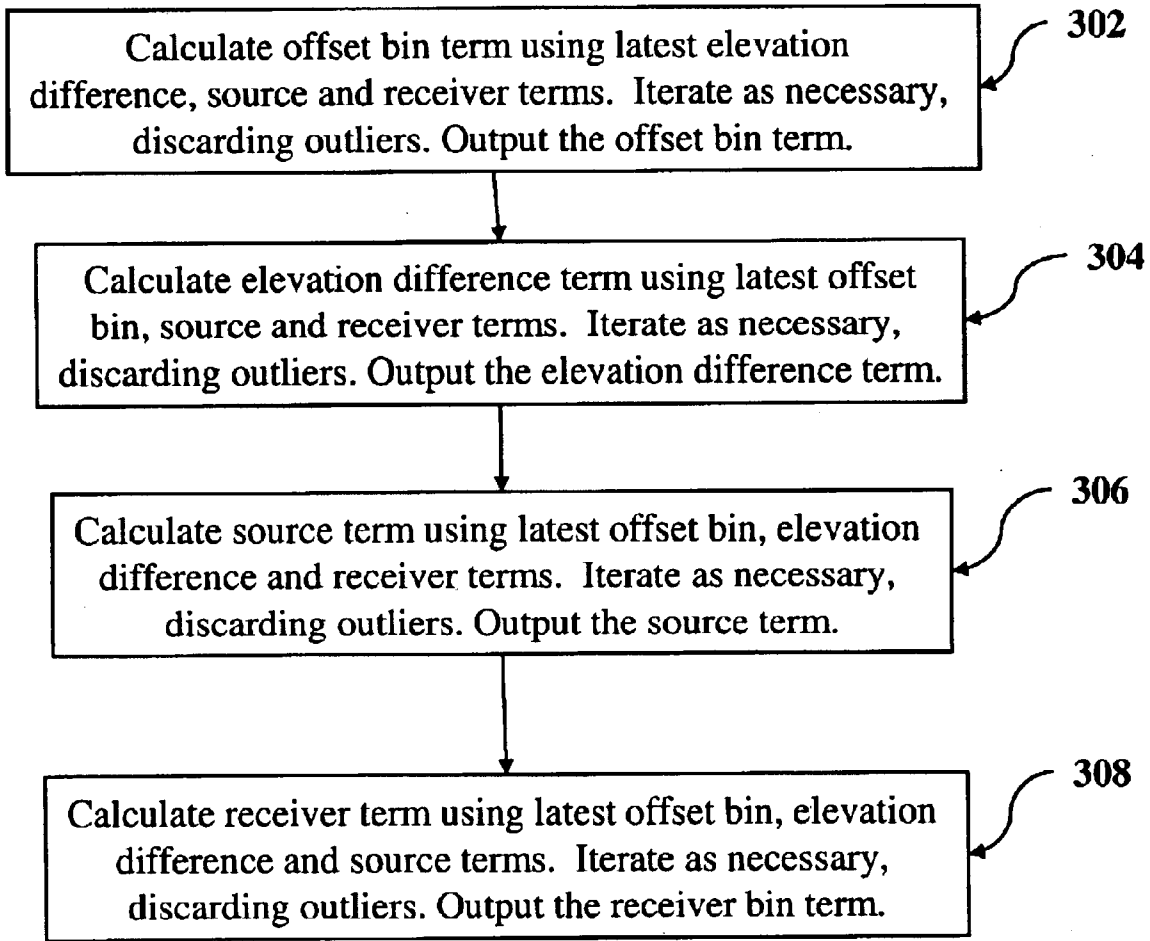 Calculate offset bin term using latest elevation
difference, source and receiver terms. Iterate as necessary,
discarding outliers. Output the offset bin term.
302
Calculate elevation difference term using latest offset
bin, source and receiver terms. Iterate as necessary,
discarding outliers. Output the elevation difference term.
304
Calculate source term using latest offset bin, elevation
difference and receiver terms. Iterate as necessary,
discarding outliers. Output the source term.
306
Calculate receiver term using latest offset bin, elevation
difference and source terms. Iterate as necessary,
discarding outliers. Output the receiver bin term.
308